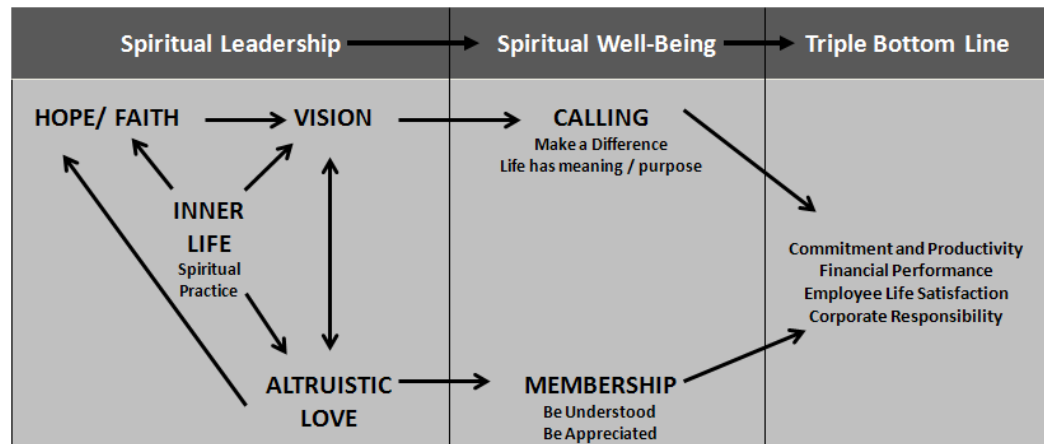 Spiritual Leadership Spiritual Well-Being Triple Bottom Line
HOPE/ FAITH VISION CALLING
Make a Difference
Life has meaning / purpose
INNER
LIFE
Spiritual
Practice
Commitment and Productivity
Financial Performance
Employee Life Satisfaction
Corporate Responsibility
ALTRUISTIC
LOVE
MEMBERSHIP
Be Understood
Be Appreciated